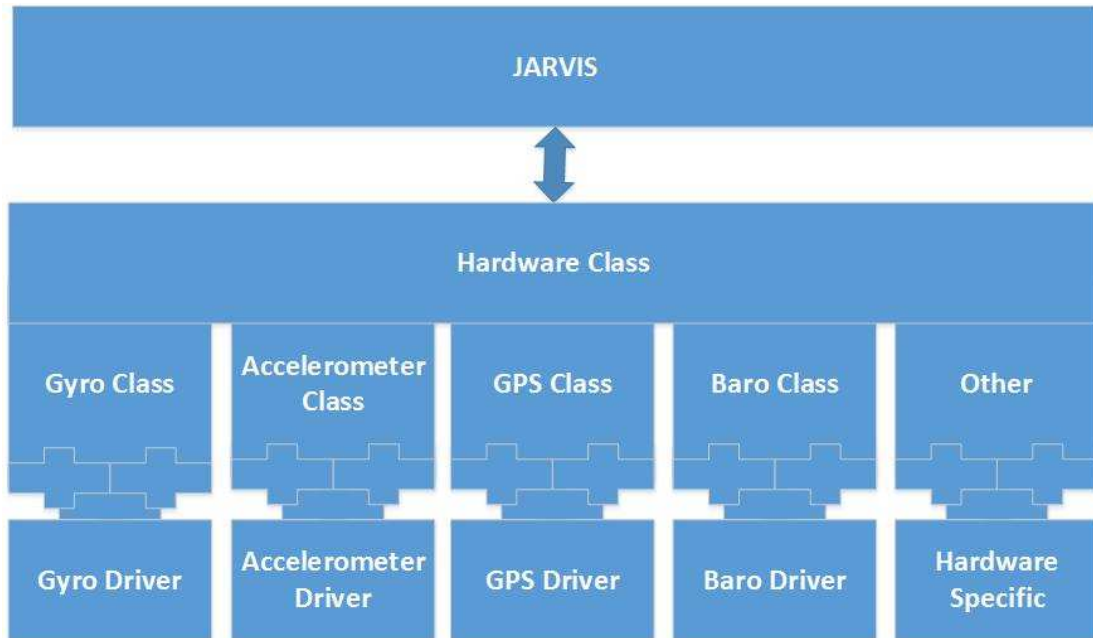 JARVIS
Hardware Class
Gyro Class
Accelerometer
Class
GPS Class
Baro Class
Other
Gyro Driver
Accelerometer
Driver
GPS Driver
Baro Driver
Hardware
Specific